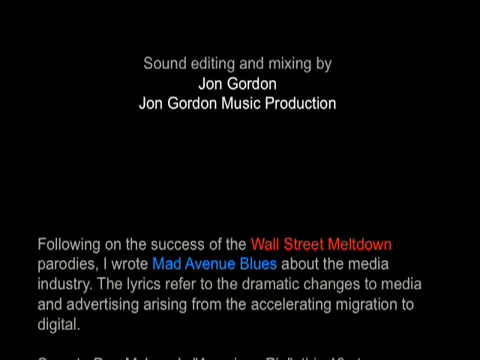 Sound editing and mixing by
Jon Gordon
Jon Gordon Music Production
Following on the success of the Wall Street Meltdown
parodies, I wrote Mad Avenue Blues about the media
industry. The lyrics refer to the dramatic changes to media
and advertising arising from the accelerating migration to
digital.